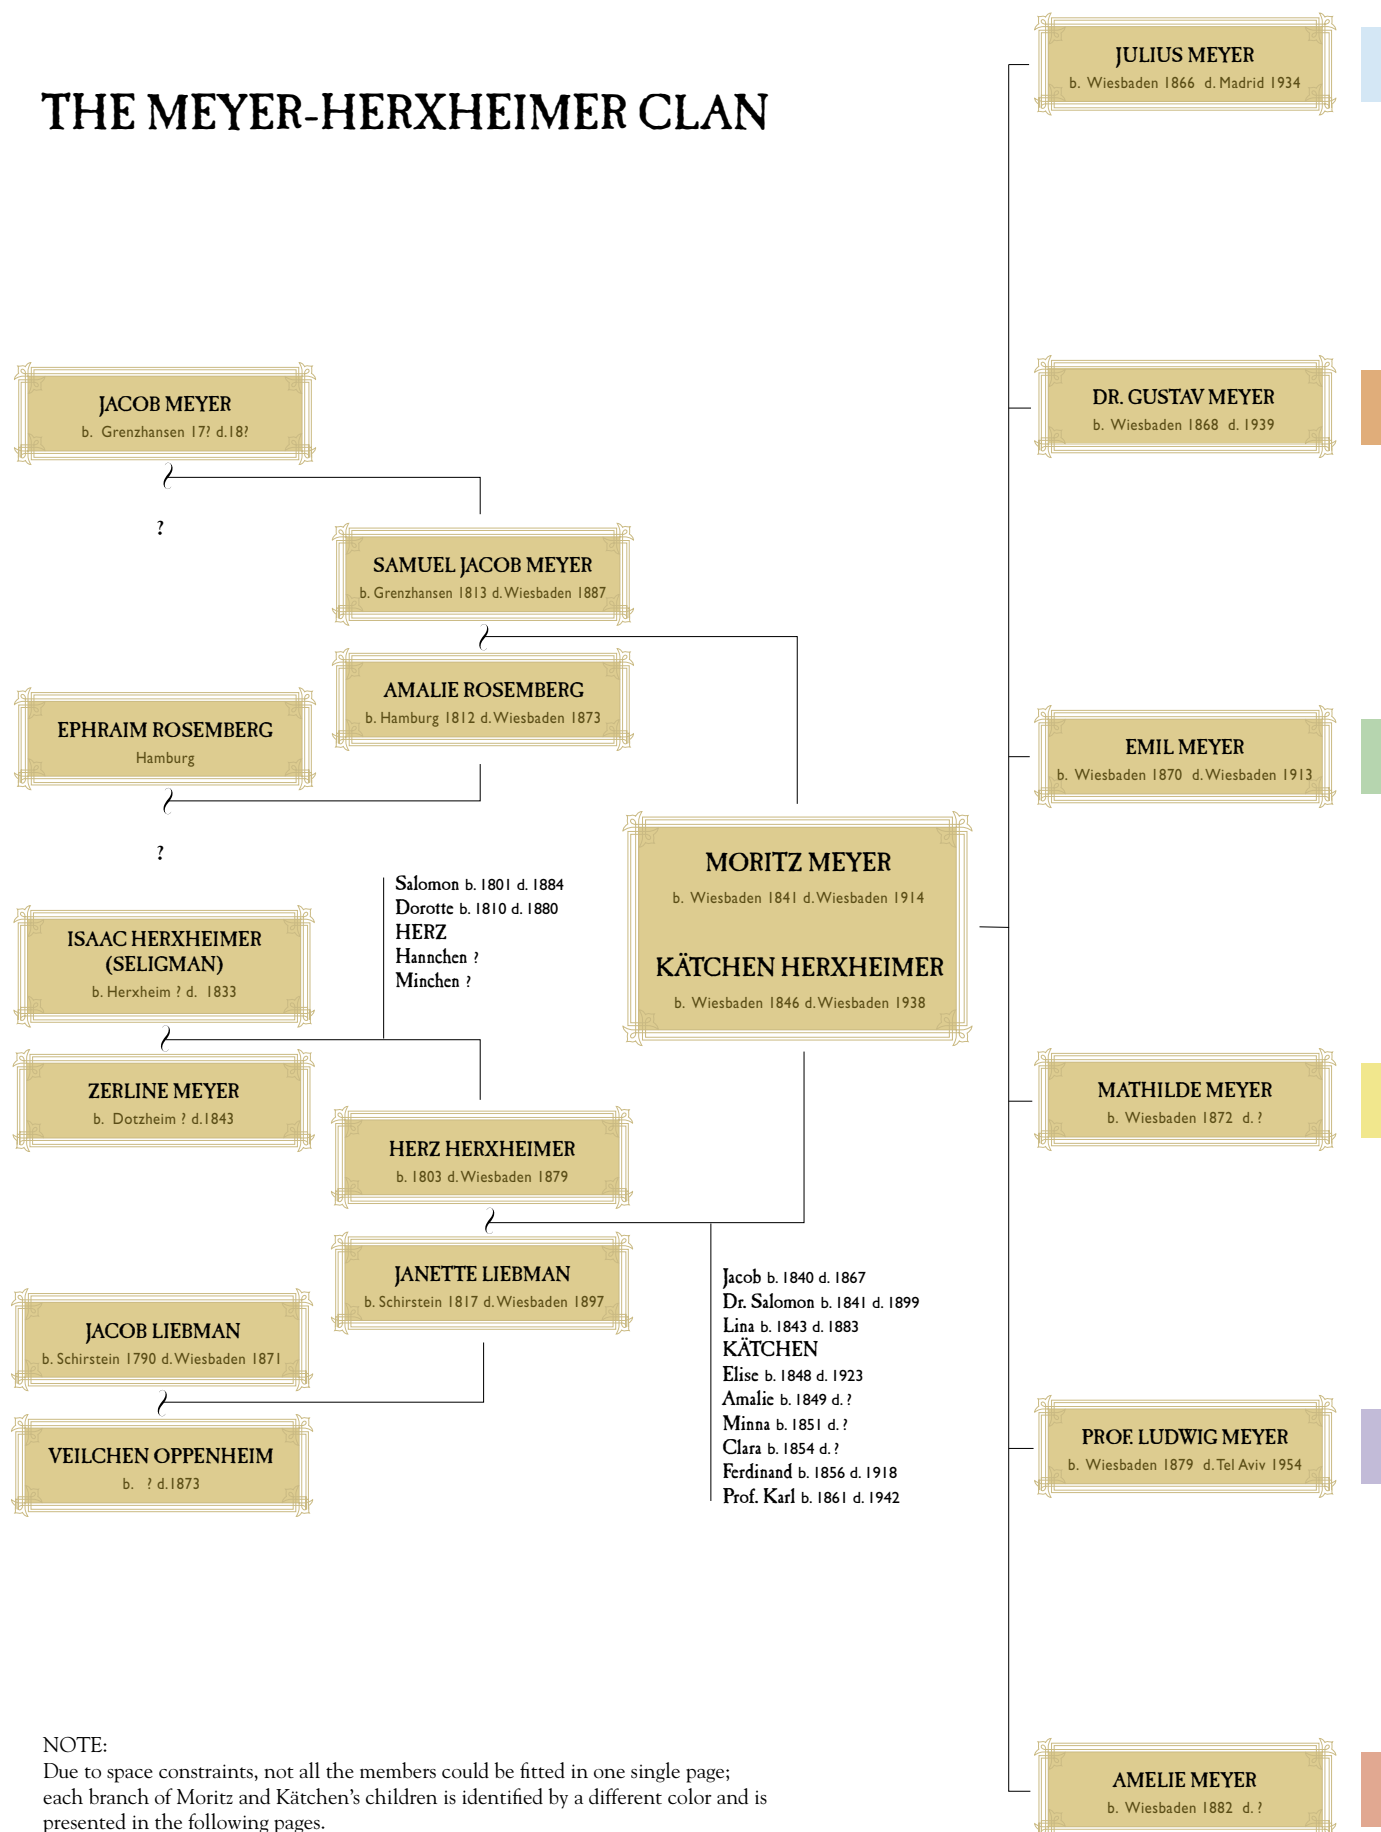 THE MEYER-HERXHEIMER CLAN
JACOB MEYER
b. Grenzhansen 17? d.18?
?
SAMUEL JACOB MEYER
b. Grenzhansen 1813 d. Wiesbaden 1887
AMALIE ROSEMBERG
b. Hamburg 1812 d. Wiesbaden 1873
EPHRAIM ROSEMBERG
Hamburg
?
ISAAC HERXHEIMER
(SELIGMAN)
b. Herxheim ? d. 1833
ZERLINE MEYER
b. Dotzheim ? d.1843
Salomon b. 1801 d. 1884
Dorotte b. 1810 d. 1880
HERZ
Hannchen ?
Minchen ?
HERZ HERXHEIMER
b. 1803 d. Wiesbaden 1879
JANETTE LIEBMAN
b. Schirstein 1817 d. Wiesbaden 1897
JACOB LIEBMAN
b. Schirstein 1790 d. Wiesbaden 1871
VEILCHEN OPPENHEIM
b. ? d.1873
MORITZ MEYER
b. Wiesbaden 1841 d. Wiesbaden 1914
KÄTCHEN HERXHEIMER
b. Wiesbaden 1846 d. Wiesbaden 1938
Jacob b. 1840 d. 1867
Dr. Salomon b. 1841 d. 1899
Lina b. 1843 d. 1883
KÄTCHEN
Elise b. 1848 d. 1923
Amalie b. 1849 d. ?
Minna b. 1851 d. ?
Clara b. 1854 d. ?
Ferdinand b. 1856 d. 1918
Prof. Karl b. 1861 d. 1942
JULIUS MEYER
b. Wiesbaden 1866 d. Madrid 1934
DR. GUSTAV MEYER
b. Wiesbaden 1868 d. 1939
EMIL MEYER
b. Wiesbaden 1870 d. Wiesbaden 1913
MATHILDE MEYER
b. Wiesbaden 1872 d. ?
PROF. LUDWIG MEYER
b. Wiesbaden 1879 d. Tel Aviv 1954
AMELIE MEYER
b. Wiesbaden 1882 d. ?
NOTE:
Due to space constraints, not all the members could be fitted in one single page;
each branch of Moritz and Kätchen's children is identified by a different color and is
presented in the following pages.